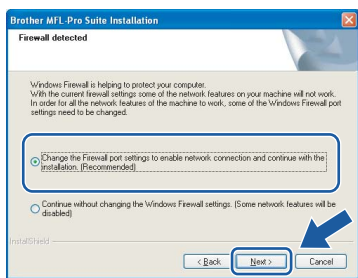 Brother MFL-Pro Suite Installation
Firewall detected
Windows Firewall is helping to protect your computer.
With the current firewall settings some of the network features on your machine will not work.
In order for all the network features of the machine to work, some of the Windows Firewall port
settings need to be changed.
Change the Firewall port settings to enable network connection and continue with the
installation. (Recommended)
Continue without changing the Windows Firewall settings. (Some network features will be
disabled)
InstallShield
< Back
Next >
Cancel